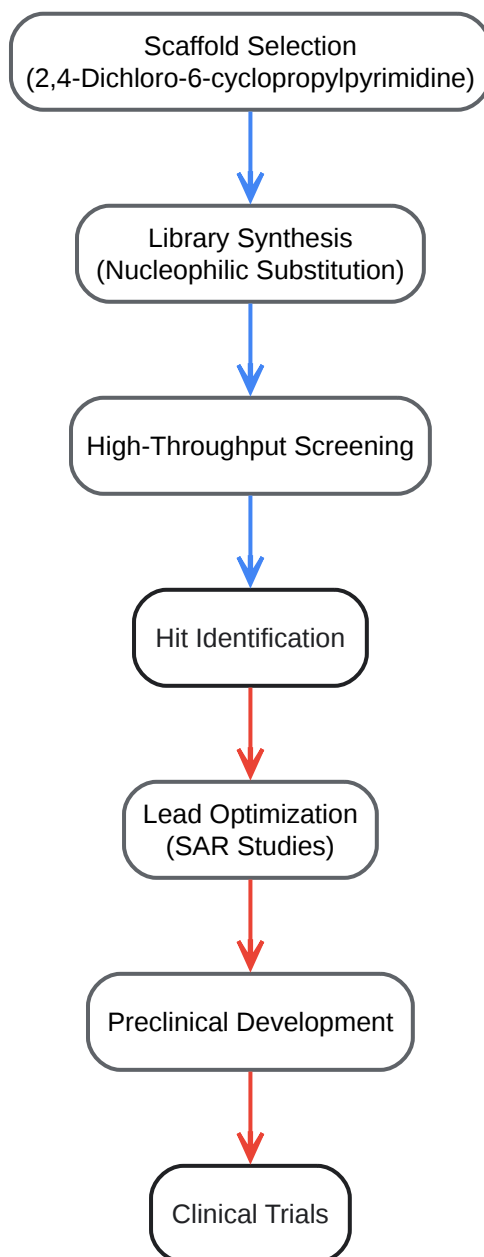 Scaffold Selection
(2,4-Dichloro-6-cyclopropylpyrimidine)
Library Synthesis
(Nucleophilic Substitution)
High-Throughput Screening
Hit Identification
Lead Optimization
(SAR Studies)
Preclinical Development
Clinical Trials